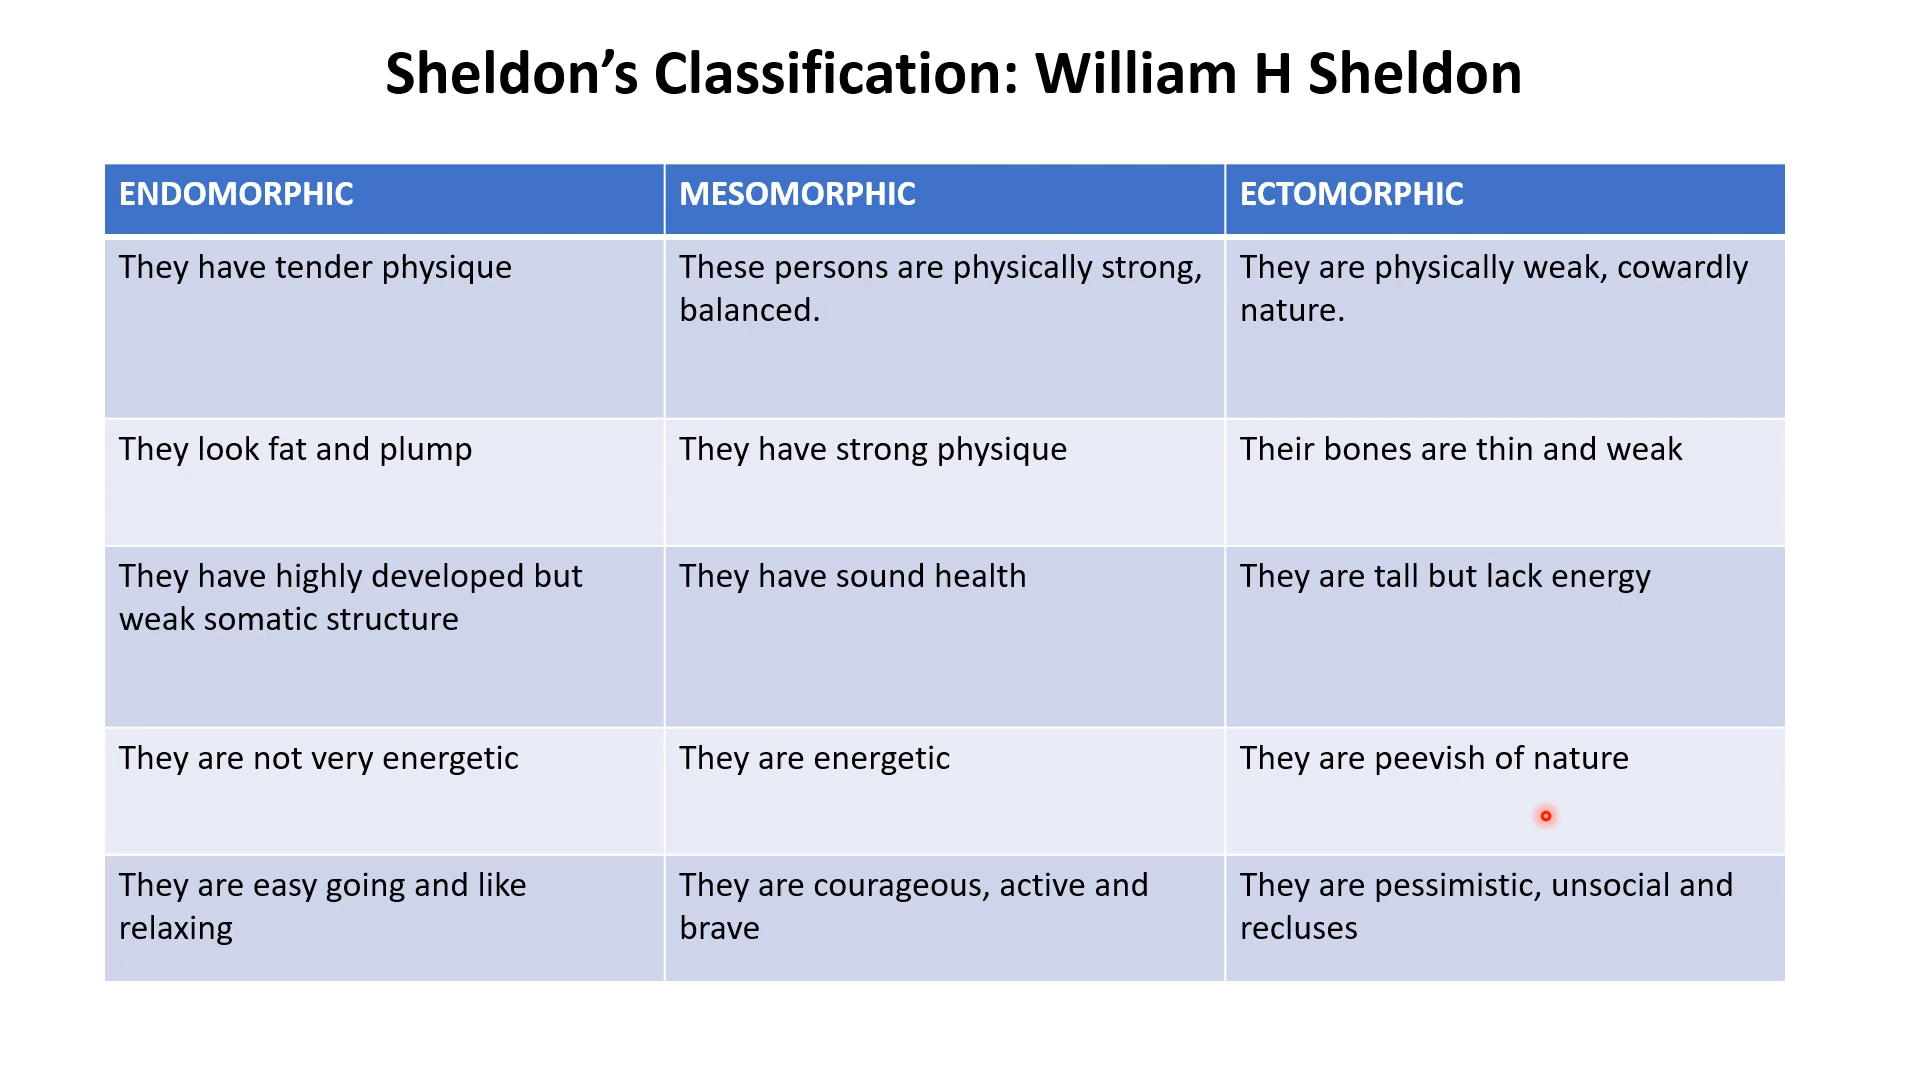 Sheldon’s Classification: William H Sheldon
ENDOMORPHIC
MESOMORPHIC
ECTOMORPHIC
They have tender physique
These persons are physically strong,
balanced.
They are physically weak, cowardly
nature.
They look fat and plump
They have strong physique
Their bones are thin and weak
They have highly developed but
weak somatic structure
They have sound health
They are tall but lack energy
They are not very energetic
They are energetic
They are peevish of nature
They are easy going and like
relaxing
They are courageous, active and
brave
They are pessimistic, unsocial and
recluses